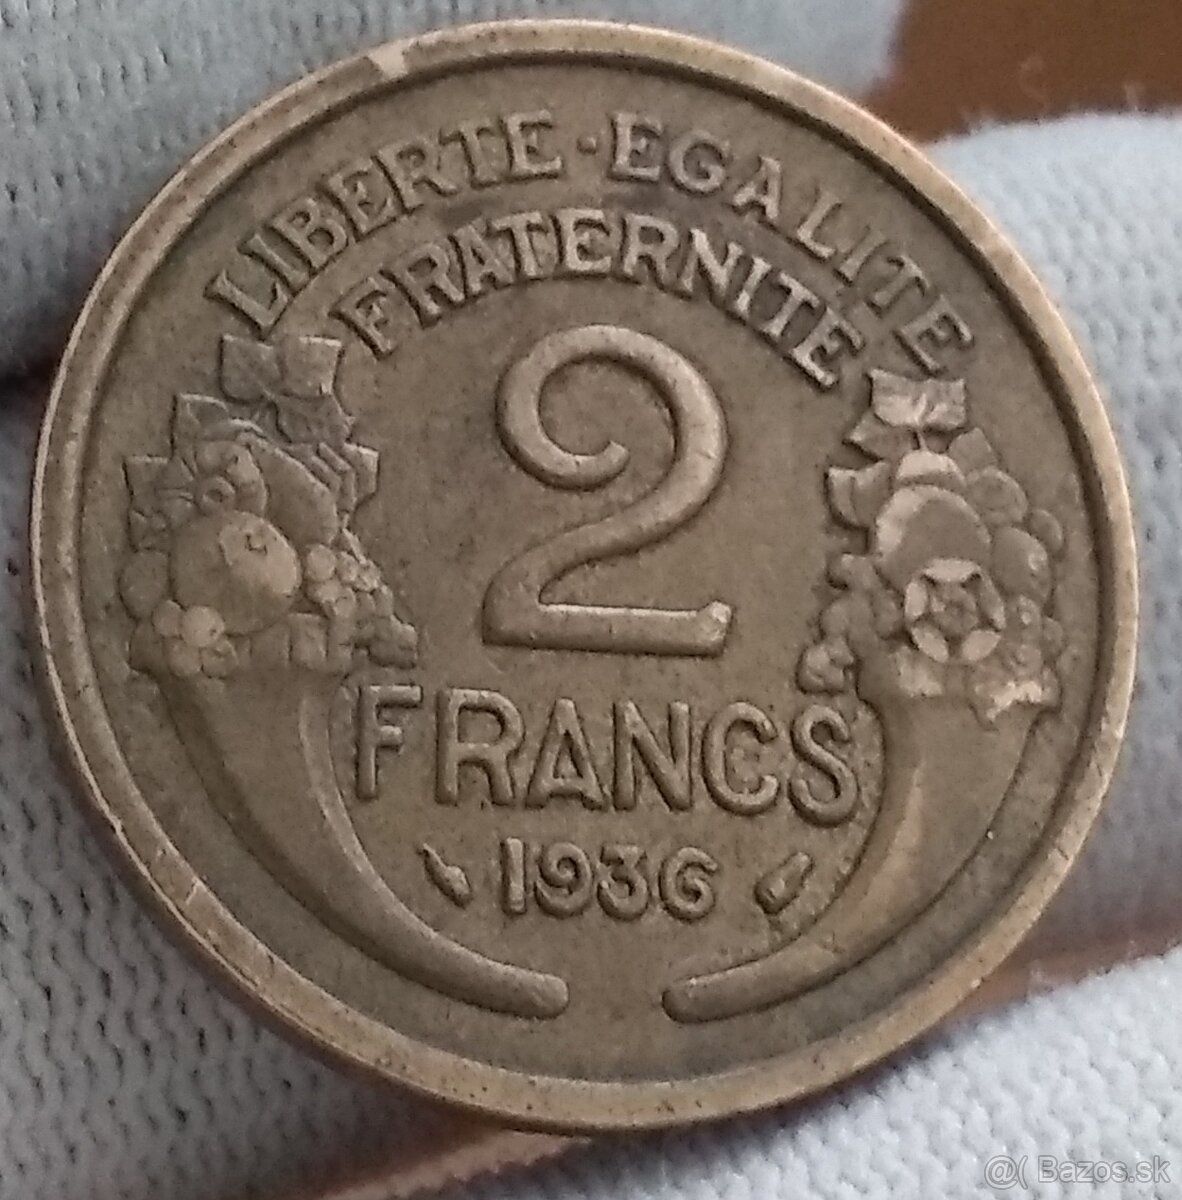 LIBERTE · EGALITE
FRATERNITE
2
FRANCS
1936
@( Bazos.sk